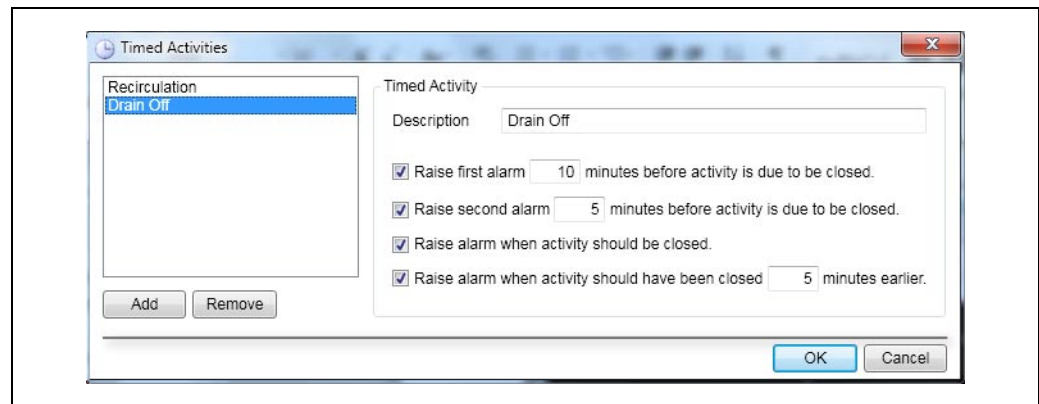 Timed Activities
Recirculation
Drain Off
Add Remove
Timed Activity
Description Drain Off
Raise first alarm 10 minutes before activity is due to be closed.
Raise second alarm 5 minutes before activity is due to be closed.
Raise alarm when activity should be closed.
Raise alarm when activity should have been closed 5 minutes earlier.
OK Cancel